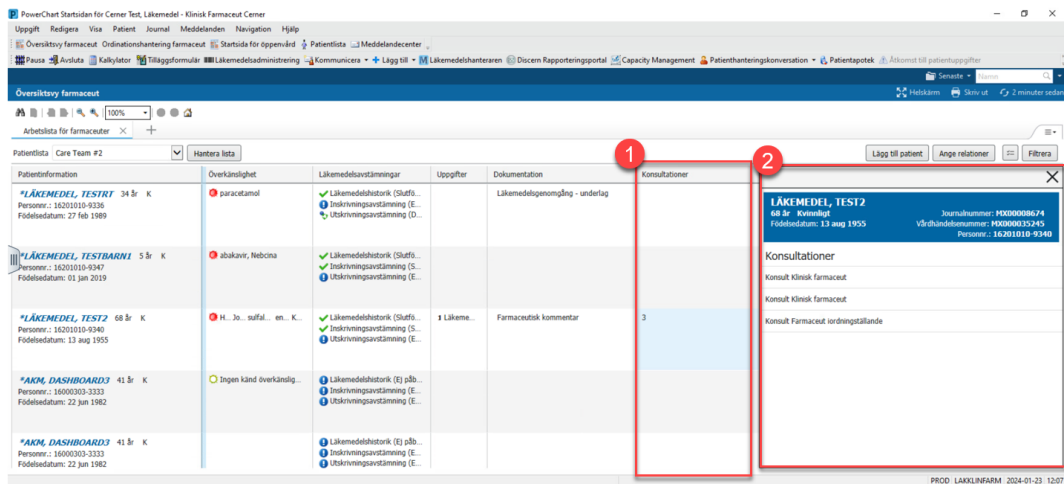 PowerChart Startsidan för Cerner Test, Läkemedel - Klinisk Farmaceut Cerner
Uppgift Redigera Visa Patient Journal Meddelanden Navigation Hjälp
Översiktsvy farmaceut Ordinationshantering farmaceut Startsida för öppenvård Patientlista Meddelandecenter
Pausa Avsluta Kalkylator Tilläggsformulär Läkemedelsadministrering Kommunicera + Lägg till Läkemedelshanteraren Discern Rapporteringsportal Capacity Management Patienthanteringskonversation Patientapotek Åtkomst till patientuppgifter
Senaste Namn
Översiktsvy farmaceut Helskärm Skriv ut 2 minuter sedan
100%
Arbetslista för farmaceuter
Patientlista Care Team #2 Hantera lista Lägg till patient Ange relationer Filtrera
1 2
Patientinformation Överkänslighet Läkemedelsavstämningar Uppgifter Dokumentation Konsultationer
*LÄKEMEDEL, TESTRT 34 år K paracetamol Läkemedelshistorik (Slutfö... Läkemedelsgenomgång - underlag
Personnr.: 16201010-9336 Inskrivningsavstämning (E...
Födelsedatum: 27 feb 1989 Utskrivningsavstämning (D...
*LÄKEMEDEL, TESTBARN1 5 år K abakavir, Nebcina Läkemedelshistorik (Slutfö...
Personnr.: 16201010-9347 Inskrivningsavstämning (S...
Födelsedatum: 01 jan 2019 Utskrivningsavstämning (E...
*LÄKEMEDEL, TEST2 68 år K H... Jo... sulfal... en... K... Läkemedelshistorik (Slutfö... 1 Läkeme... Farmaceutisk kommentar 3
Personnr.: 16201010-9340 Inskrivningsavstämning (S...
Födelsedatum: 13 aug 1955 Utskrivningsavstämning (E...
*AKM, DASHBOARD3 41 år K Ingen känd överkänslig... Läkemedelshistorik (Ej påb...
Personnr.: 16000303-3333 Inskrivningsavstämning (E...
Födelsedatum: 22 jun 1982 Utskrivningsavstämning (E...
*AKM, DASHBOARD3 41 år K Läkemedelshistorik (Ej påb...
Personnr.: 16000303-3333 Inskrivningsavstämning (E...
Födelsedatum: 22 jun 1982 Utskrivningsavstämning (E...
LÄKEMEDEL, TEST2
68 år Kvinnligt Journalnummer: MX00008674
Födelsedatum: 13 aug 1955 Vårdhändelsenummer: MX000035245
Personnr.: 16201010-9340
Konsultationer
Konsult Klinisk farmaceut
Konsult Klinisk farmaceut
Konsult Farmaceut iordningställande
PROD LAKKLINFARM 2024-01-23 12:07